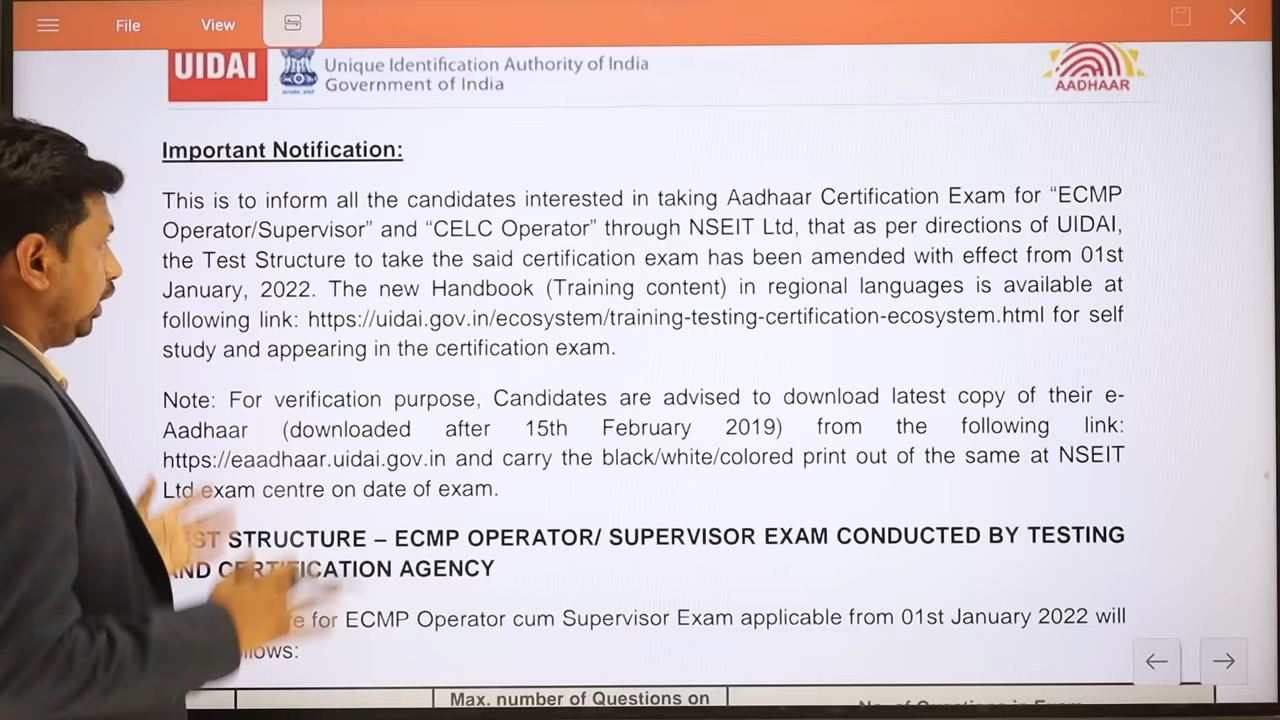 File View
UIDAI
Unique Identification Authority of India
Government of India
AADHAAR
Important Notification:
This is to inform all the candidates interested in taking Aadhaar Certification Exam for “ECMP
Operator/Supervisor” and “CELC Operator” through NSEIT Ltd, that as per directions of UIDAI,
the Test Structure to take the said certification exam has been amended with effect from 01st
January, 2022. The new Handbook (Training content) in regional languages is available at
following link: https://uidai.gov.in/ecosystem/training-testing-certification-ecosystem.html for self
study and appearing in the certification exam.
Note: For verification purpose, Candidates are advised to download latest copy of their e-
Aadhaar (downloaded after 15th February 2019) from the following link:
https://eaadhaar.uidai.gov.in and carry the black/white/colored print out of the same at NSEIT
Ltd exam centre on date of exam.
STRUCTURE – ECMP OPERATOR/ SUPERVISOR EXAM CONDUCTED BY TESTING
AND CERTIFICATION AGENCY
for ECMP Operator cum Supervisor Exam applicable from 01st January 2022 will
Max. number of Questions on